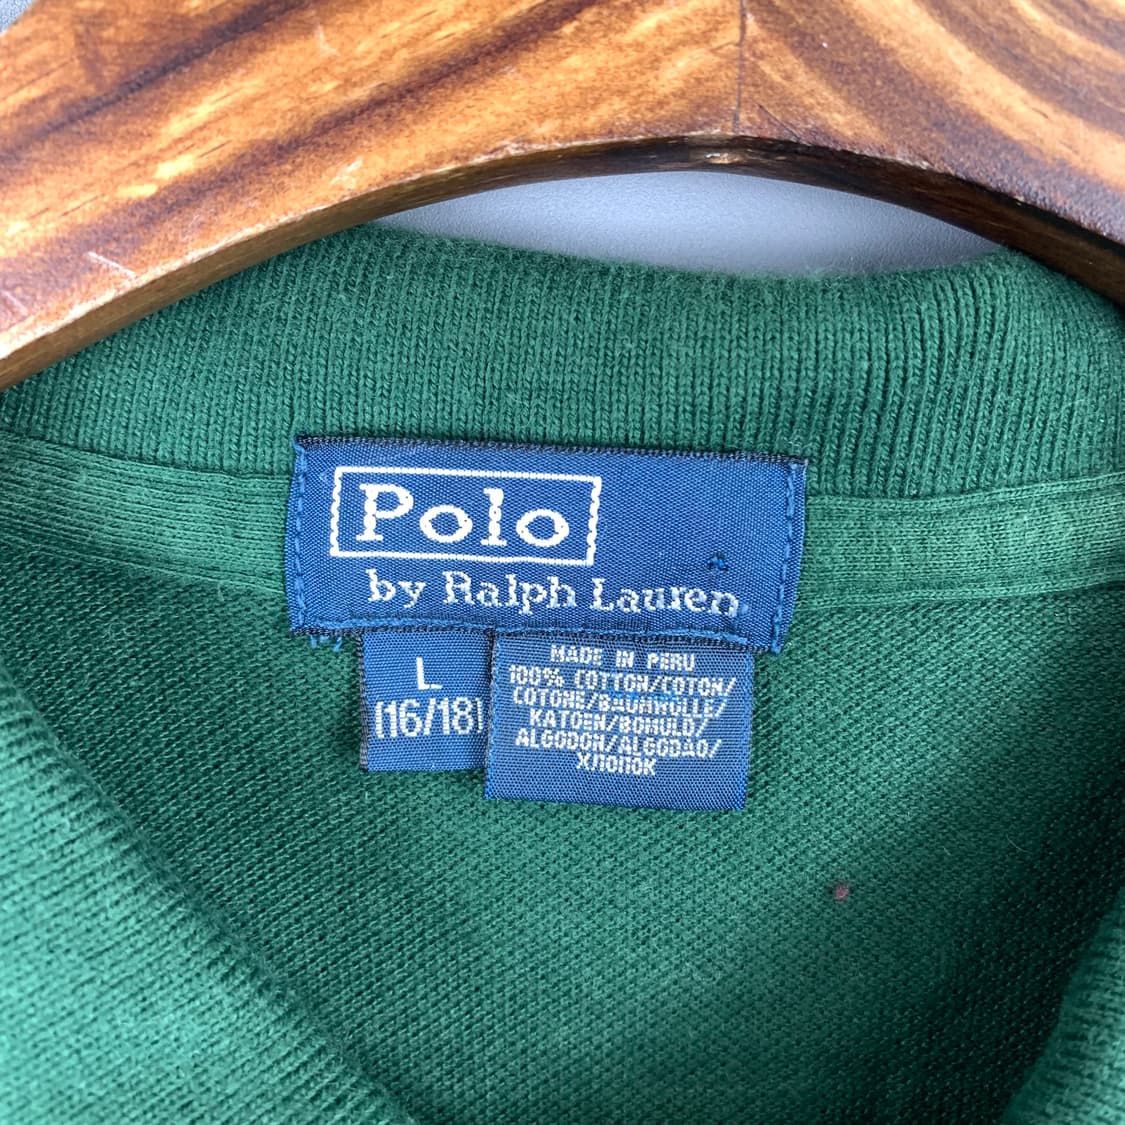 Polo
by Ralph Lauren
L
(16/18)
MADE IN PERU
100% COTTON/COTON/
COTONE/BAUMWOLLE/
KATOEN/BOMULD/
ALGODON/ALGODAO/
ХЛОПОК